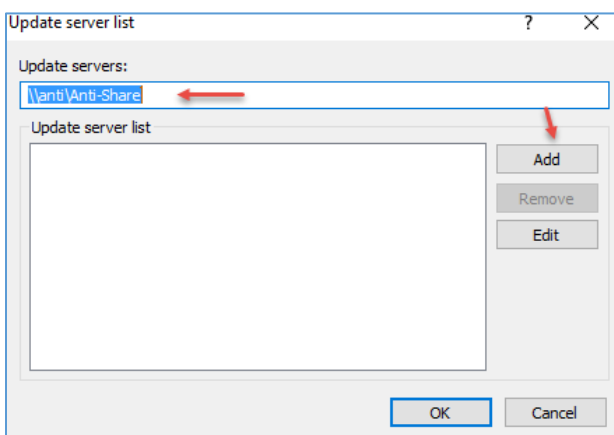 Update server list ? X
Update servers:
\\anti\Anti-Share
Update server list
Add
Remove
Edit
OK Cancel